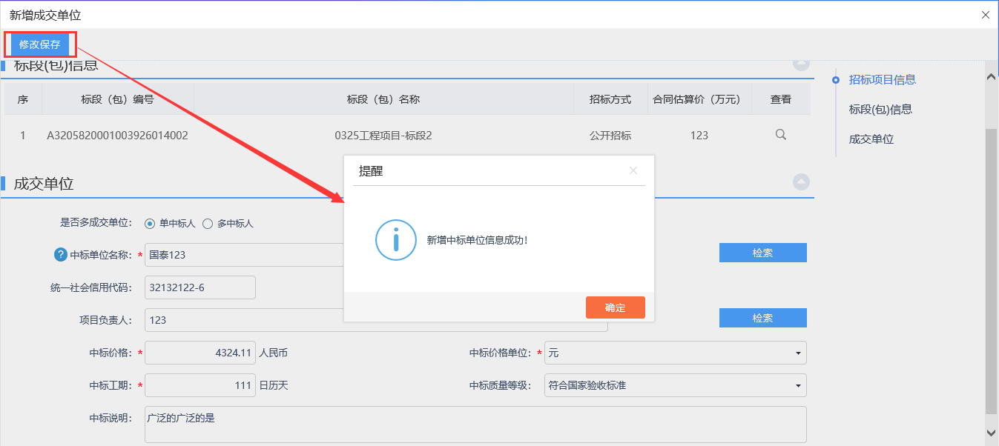 新增成交单位
修改保存
标段(包)信息
招标项目信息
标段(包)信息
成交单位
序 标段（包）编号 标段（包）名称 招标方式 合同估算价（万元） 查看
1 A3205820001003926014002 0325工程项目-标段2 公开招标 123
提醒
新增中标单位信息成功!
确定
成交单位
是否多成交单位: 单中标人 多中标人
? 中标单位名称: * 国泰123 检索
统一社会信用代码: 32132122-6
项目负责人: 123 检索
中标价格: * 4324.11 人民币 中标价格单位: * 元
中标工期: * 111 日历天 中标质量等级: 符合国家验收标准
中标说明: 广泛的广泛的是